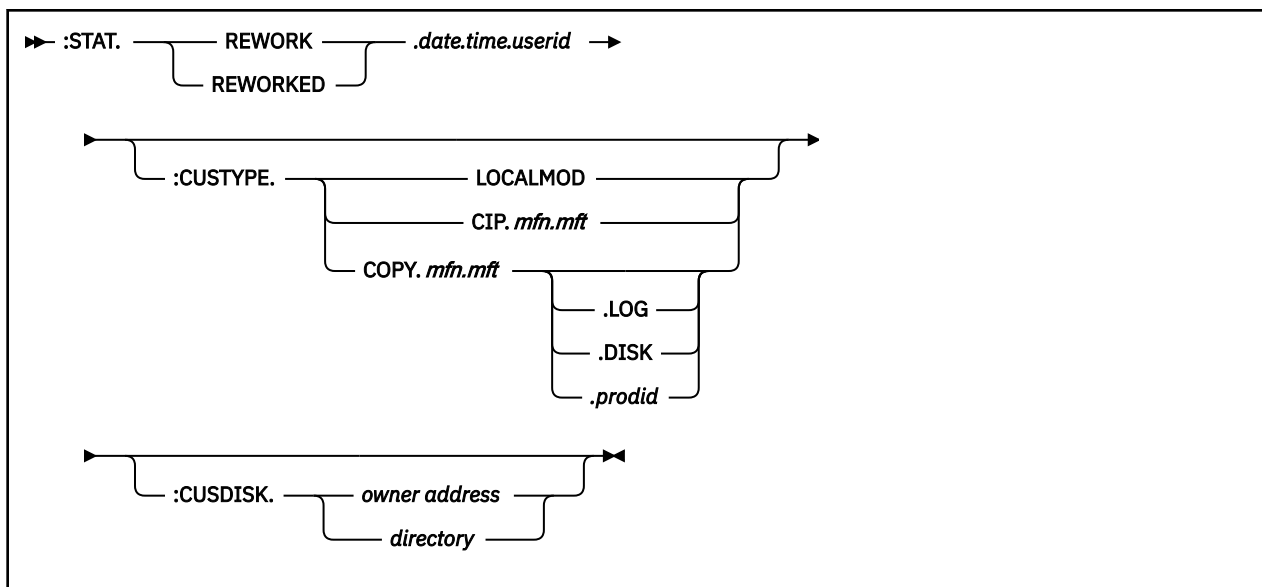 :STAT. REWORK .date.time.userid
REWORKED
:CUSTYPE. LOCALMOD
CIP. mfn.mft
COPY. mfn.mft
.LOG
.DISK
.prodid
:CUSDISK. owner address
directory